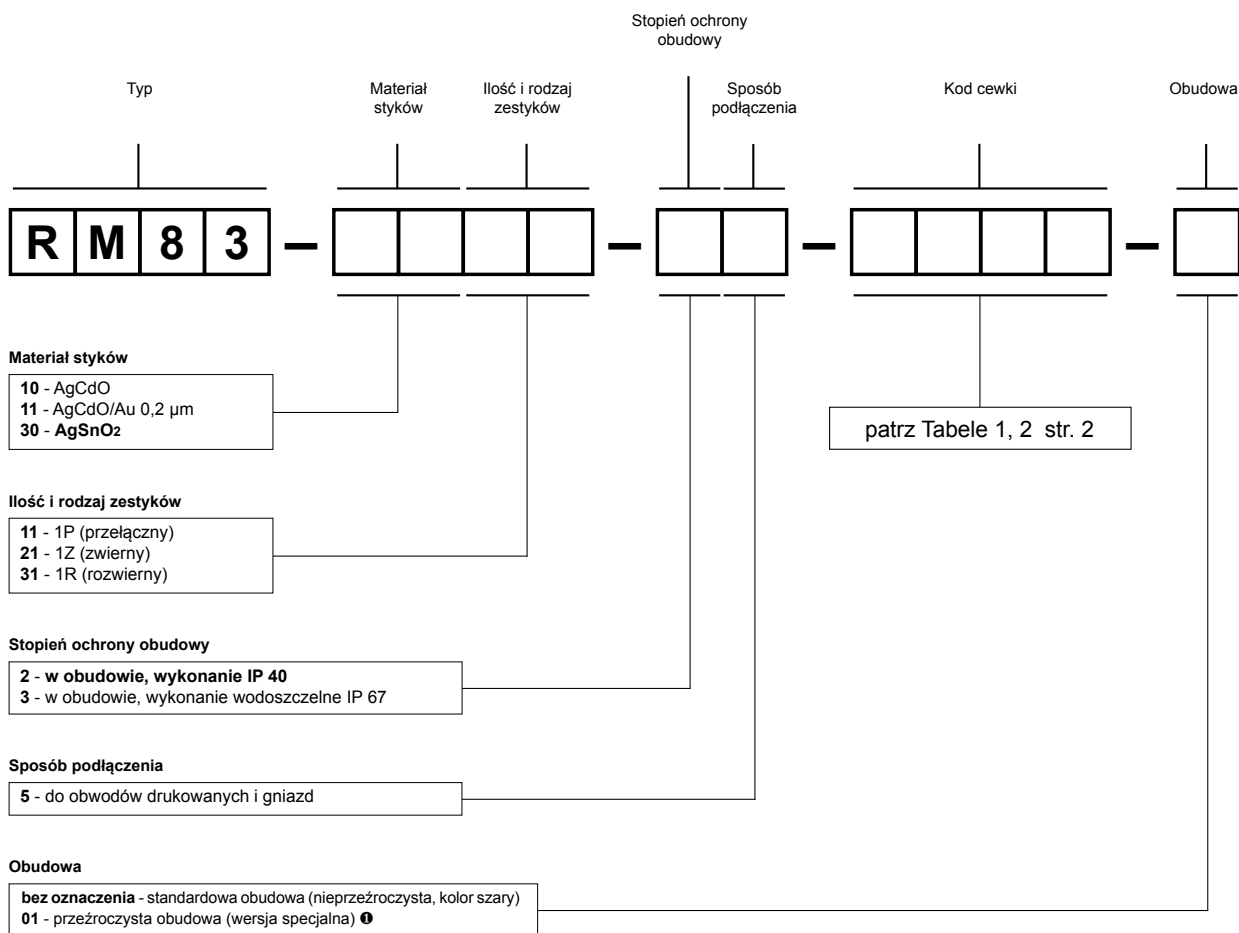 Stopień ochrony
obudowy
Typ
Materiał
styków
Ilość i rodzaj
zestyków
Sposób
podłączenia
Kod cewki
Obudowa
R M 8 3 – – – –
Materiał styków
10 - AgCdO
11 - AgCdO/Au 0,2 µm
30 - AgSnO2
patrz Tabele 1, 2 str. 2
Ilość i rodzaj zestyków
11 - 1P (przełączny)
21 - 1Z (zwierny)
31 - 1R (rozwierny)
Stopień ochrony obudowy
2 - w obudowie, wykonanie IP 40
3 - w obudowie, wykonanie wodoszczelne IP 67
Sposób podłączenia
5 - do obwodów drukowanych i gniazd
Obudowa
bez oznaczenia - standardowa obudowa (nieprzeźroczysta, kolor szary)
01 - przeźroczysta obudowa (wersja specjalna) ❶